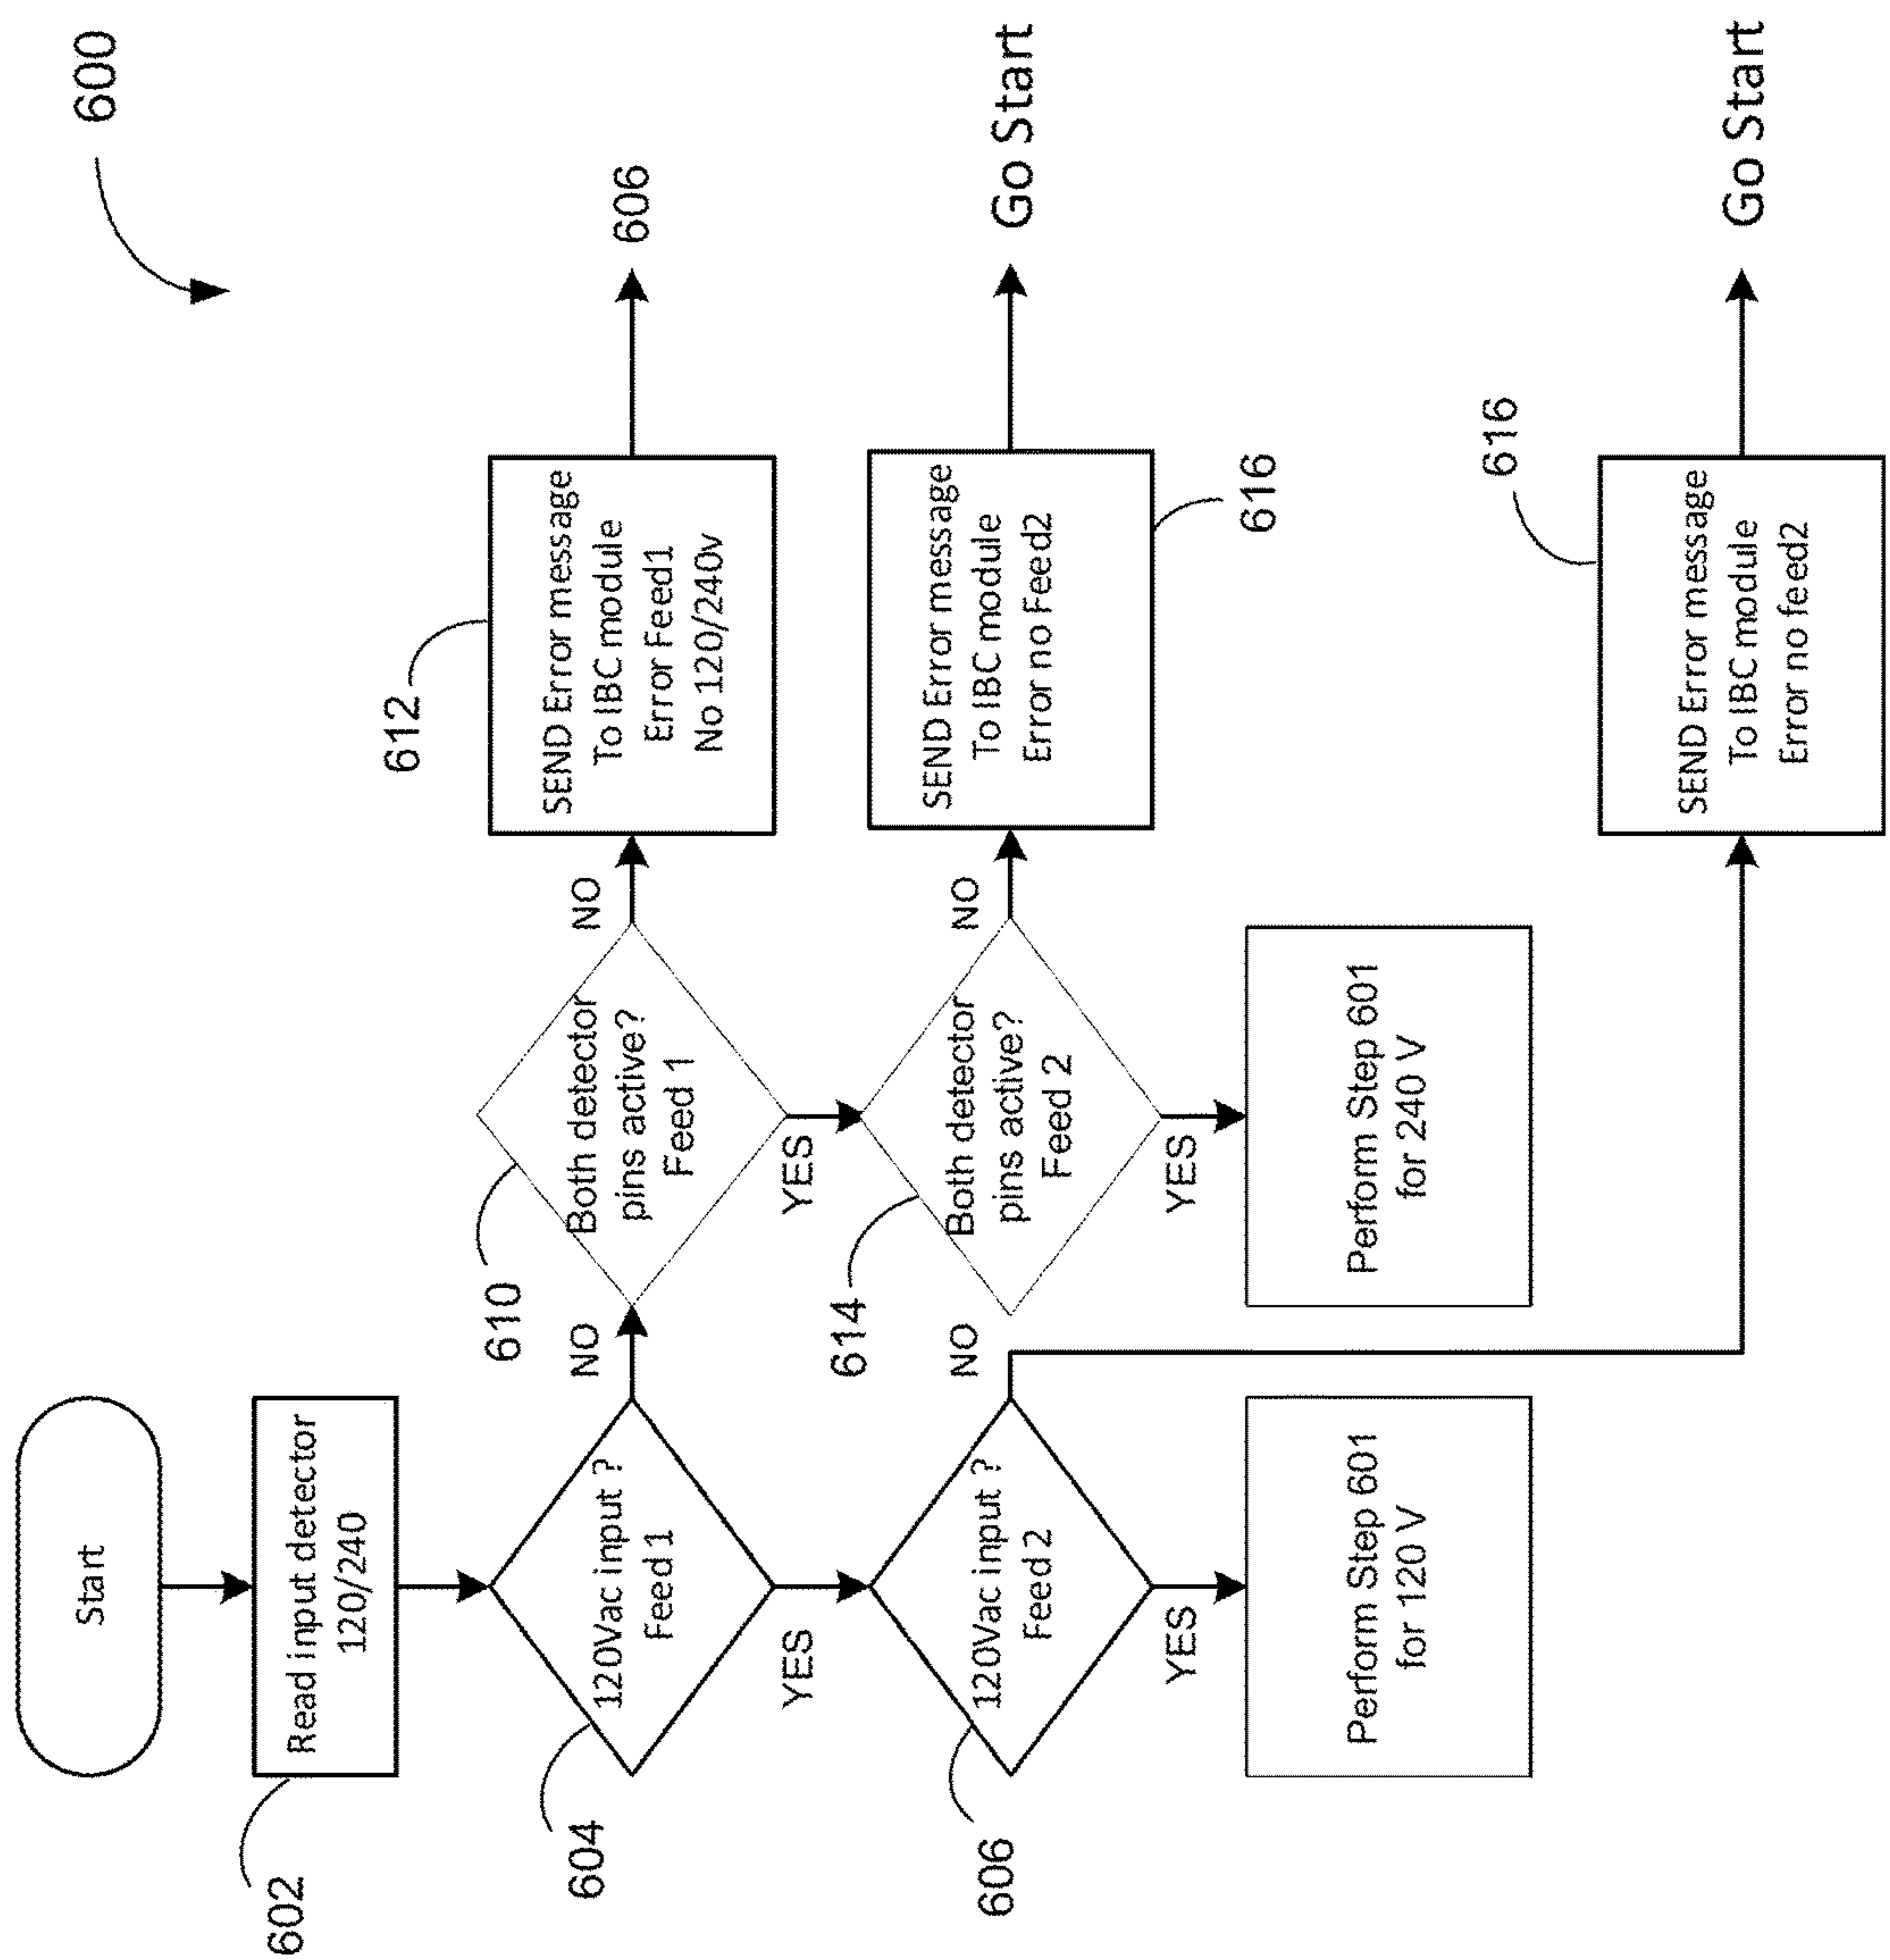 600
Start
602
Read input detector
120/240
604
120Vac input ?
Feed 1
NO
YES
610
Both detector
pins active?
Feed 1
NO
YES
612
SEND Error message
To IBC module
Error Feed1
No 120/240v
606
606
120Vac input ?
Feed 2
NO
YES
614
Both detector
pins active?
Feed 2
NO
YES
SEND Error message
To IBC module
Error no Feed2
616
Go Start
Perform Step 601
for 120 V
Perform Step 601
for 240 V
616
SEND Error message
To IBC module
Error no feed2
Go Start